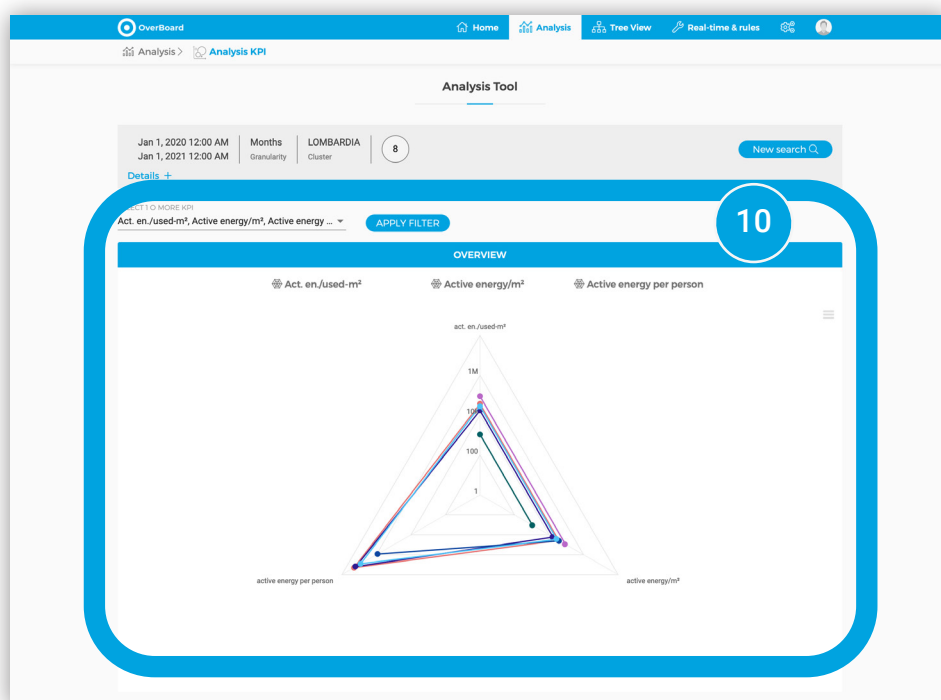 OverBoard
Home
Analysis
Tree View
Real-time & rules
Analysis
Analysis KPI
Analysis Tool
Jan 1, 2020 12:00 AM
Jan 1, 2021 12:00 AM
Months
Granularity
LOMBARDIA
Cluster
8
New search
Details +
1 O MORE KPI
Act. en./used-m², Active energy/m², Active energy ...
APPLY FILTER
10
OVERVIEW
Act. en./used-m²
Active energy/m²
Active energy per person
act. en./used-m²
1M
100
1
active energy per person
active energy/m²